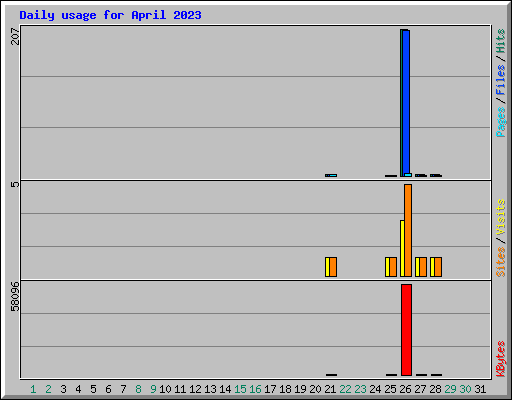 Daily usage for April 2023
207
Pages/Files/Hits
5
Sites/Visits
58096
KBytes
1 2 3 4 5 6 7 8 9 10 11 12 13 14 15 16 17 18 19 20 21 22 23 24 25 26 27 28 29 30 31